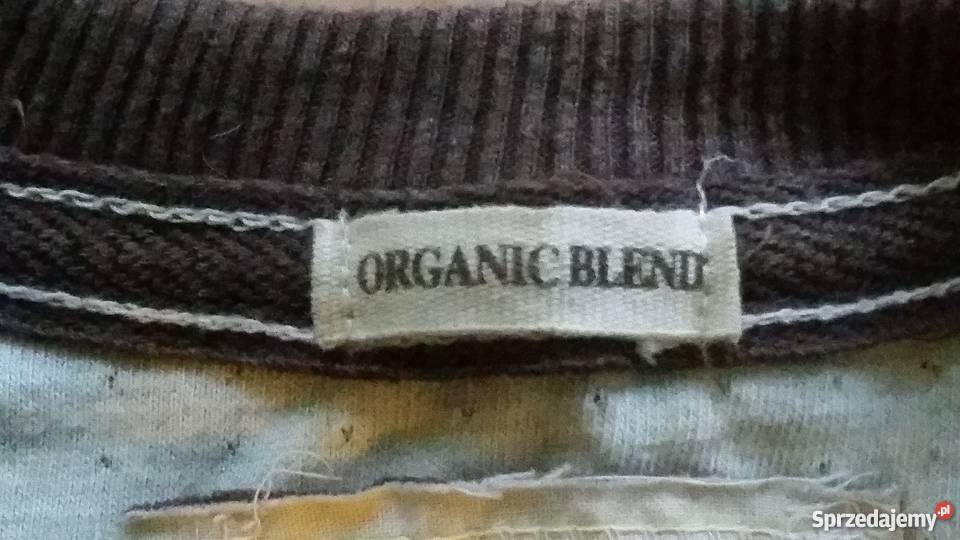 ORGANIC BLEND
Sprzedajemy.pl